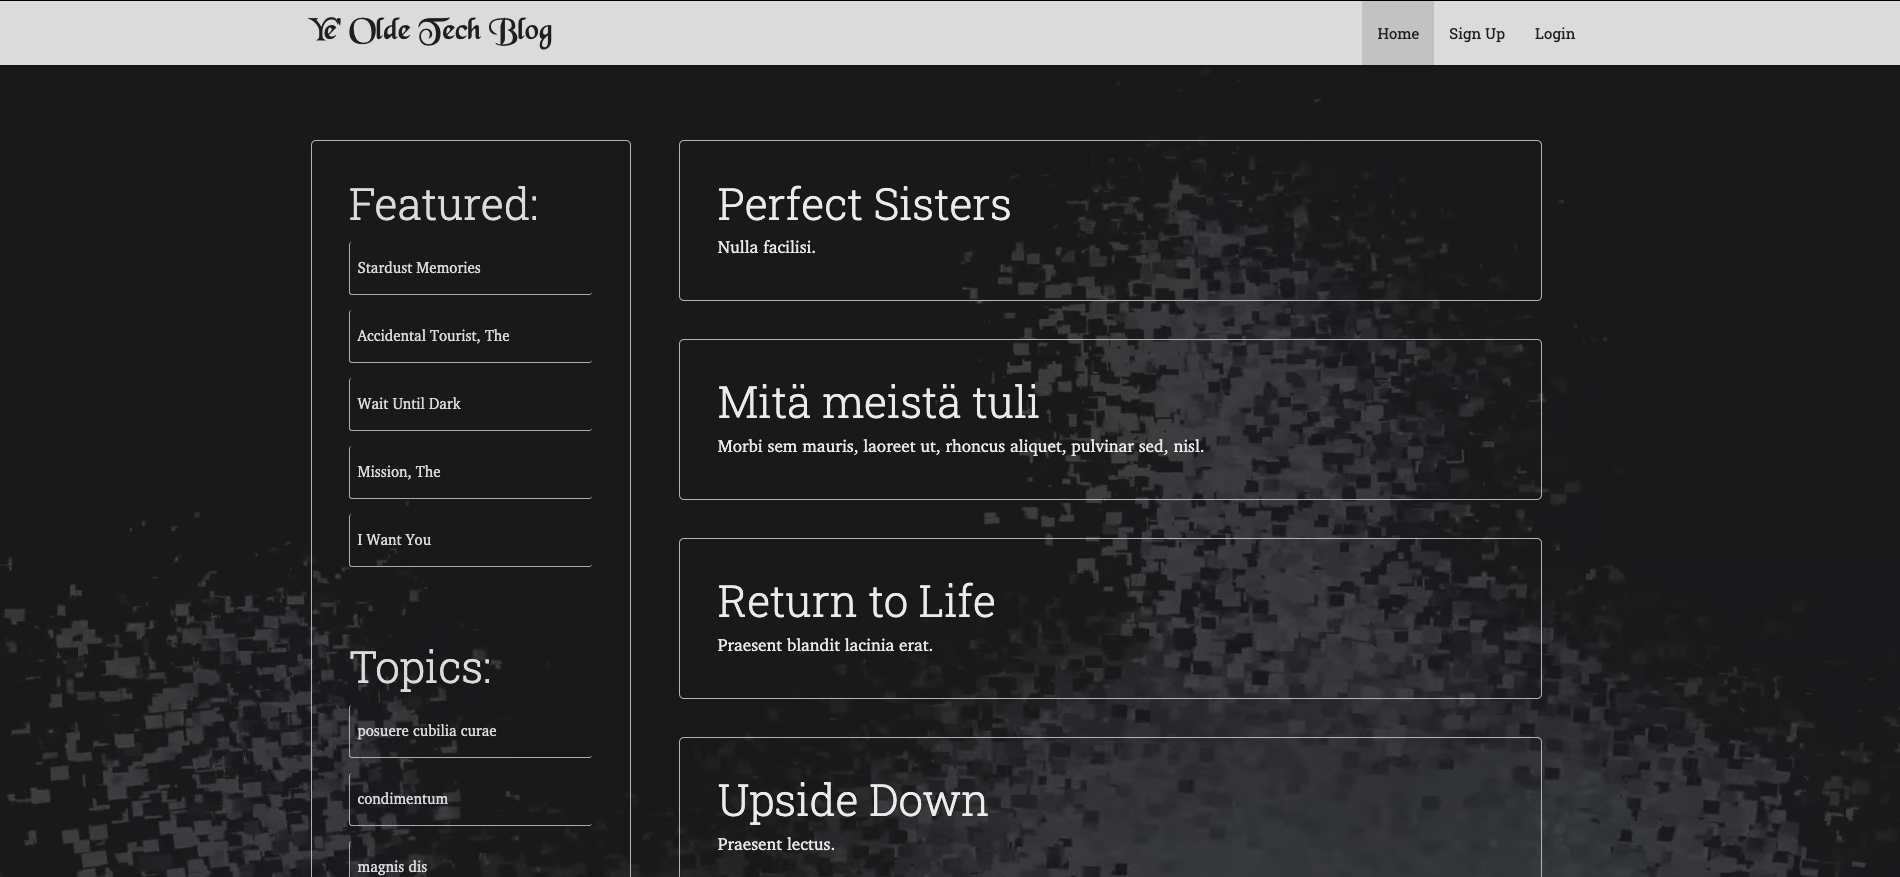 Ye Olde Tech Blog
Home Sign Up Login
Featured:
Stardust Memories
Accidental Tourist, The
Wait Until Dark
Mission, The
I Want You
Topics:
posuere cubilia curae
condimentum
magnis dis
Perfect Sisters
Nulla facilisi.
Mitä meistä tuli
Morbi sem mauris, laoreet ut, rhoncus aliquet, pulvinar sed, nisl.
Return to Life
Praesent blandit lacinia erat.
Upside Down
Praesent lectus.